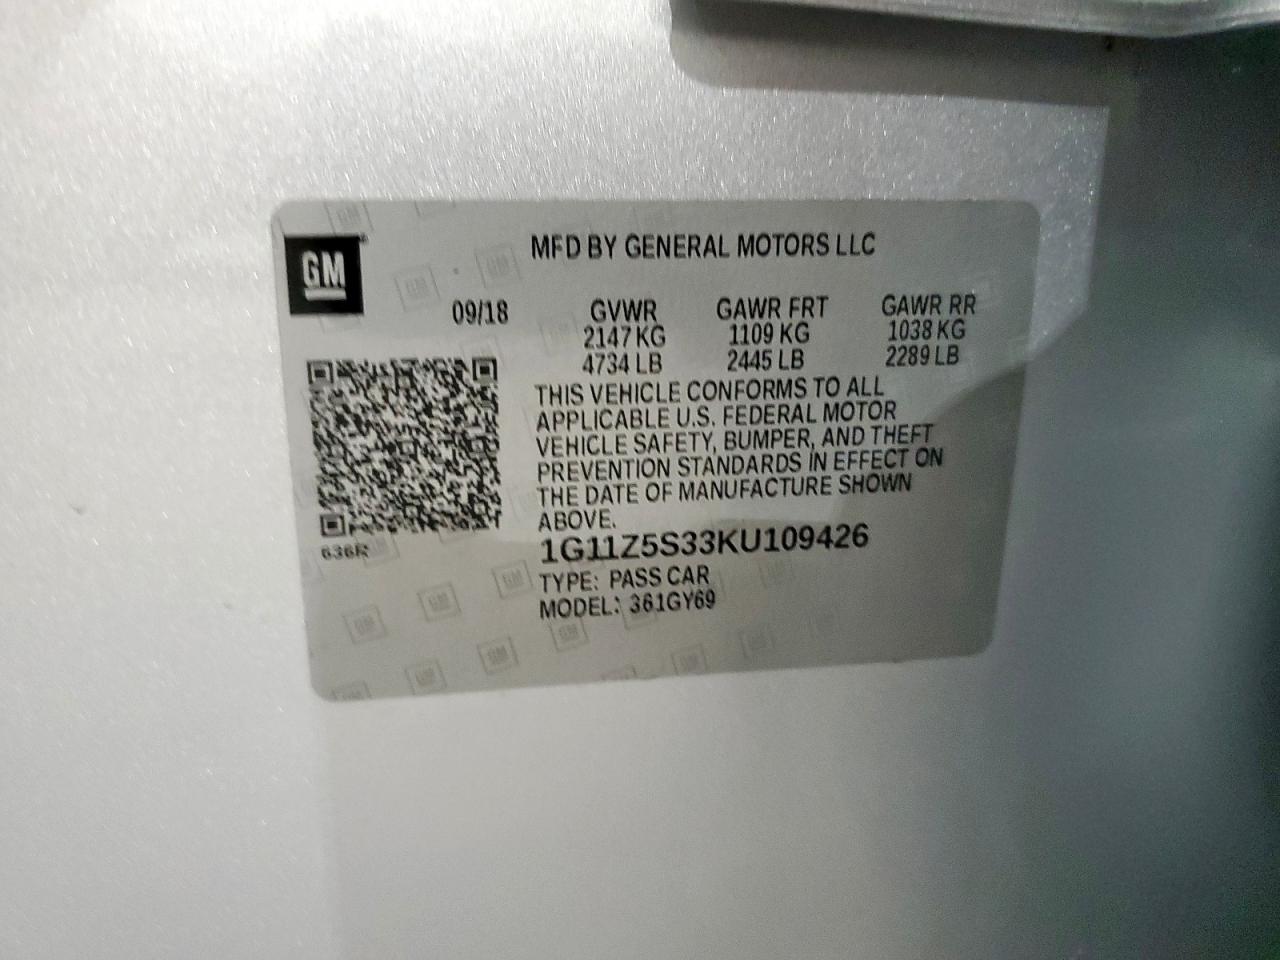 GM
MFD BY GENERAL MOTORS LLC
09/18 GVWR GAWR FRT GAWR RR
2147 KG 1109 KG 1038 KG
4734 LB 2445 LB 2289 LB
THIS VEHICLE CONFORMS TO ALL
APPLICABLE U.S. FEDERAL MOTOR
VEHICLE SAFETY, BUMPER, AND THEFT
PREVENTION STANDARDS IN EFFECT ON
THE DATE OF MANUFACTURE SHOWN
ABOVE.
636R
1G11Z5S33KU109426
TYPE: PASS CAR
MODEL: 361GY69